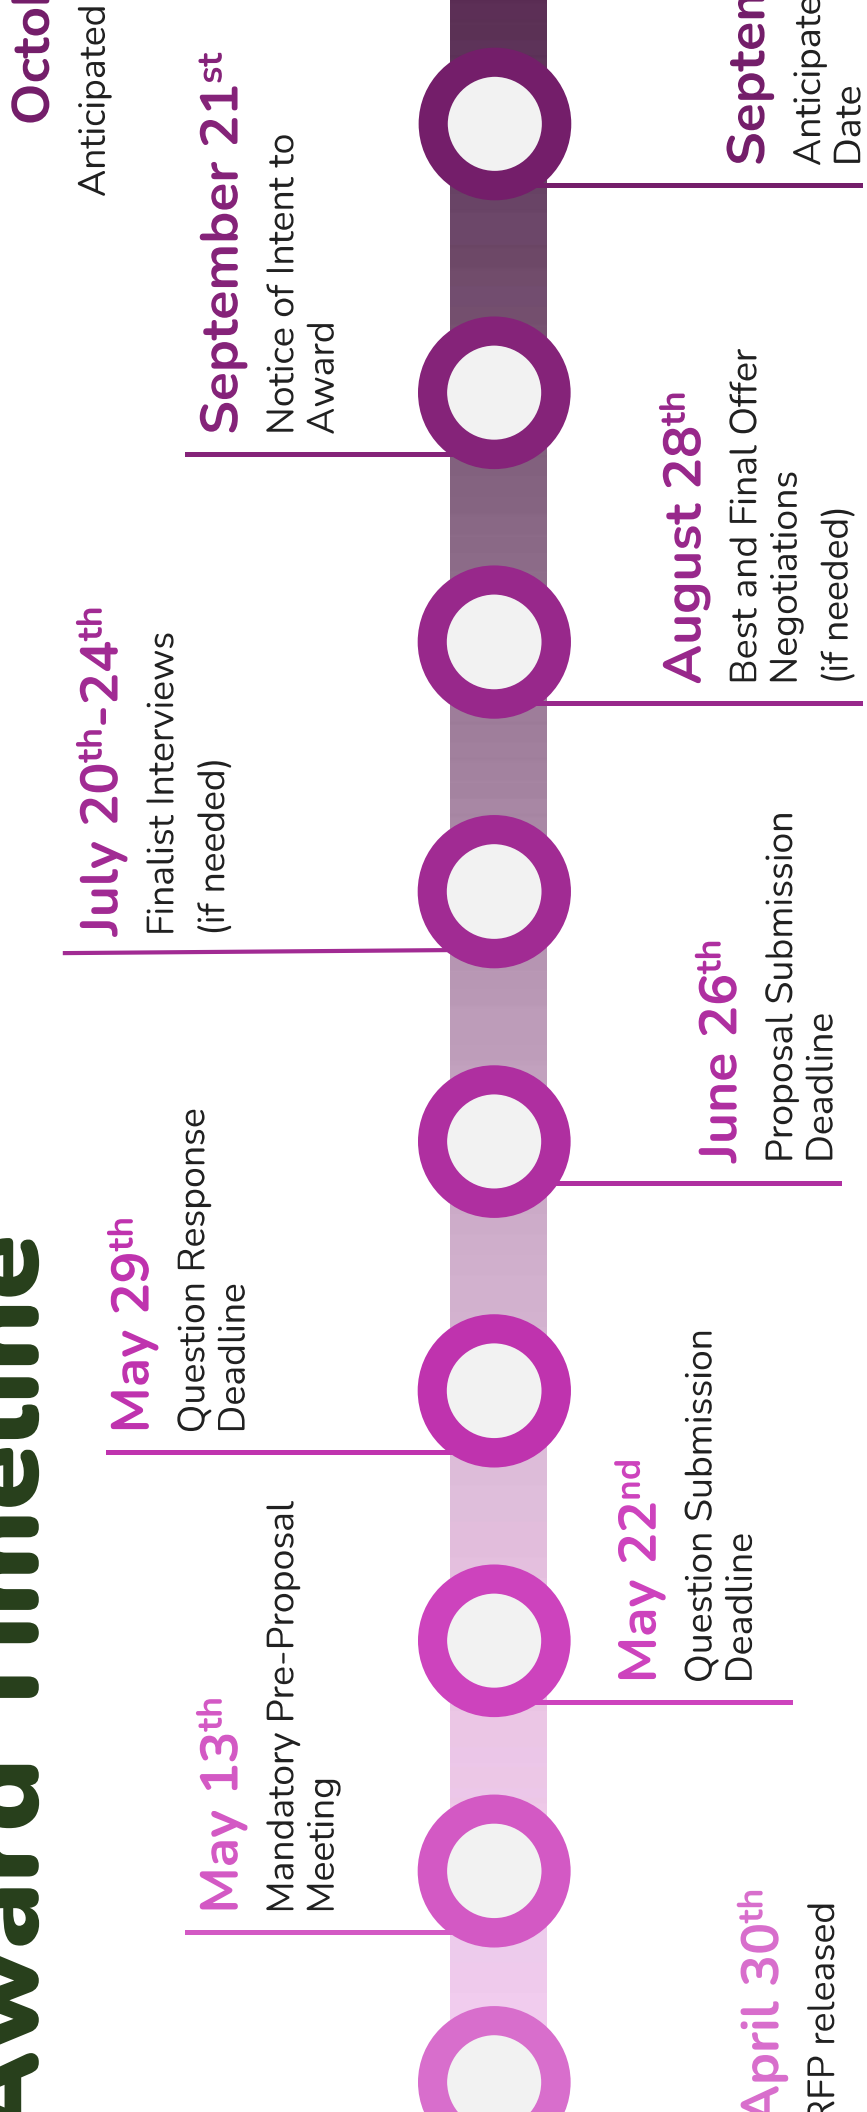 Award Timeline
April 30th
RFP released
May 13th
Mandatory Pre-Proposal
Meeting
May 22nd
Question Submission
Deadline
May 29th
Question Response
Deadline
June 26th
Proposal Submission
Deadline
July 20th-24th
Finalist Interviews
(if needed)
August 28th
Best and Final Offer
Negotiations
(if needed)
September 21st
Notice of Intent to
Award
Anticipated
Date